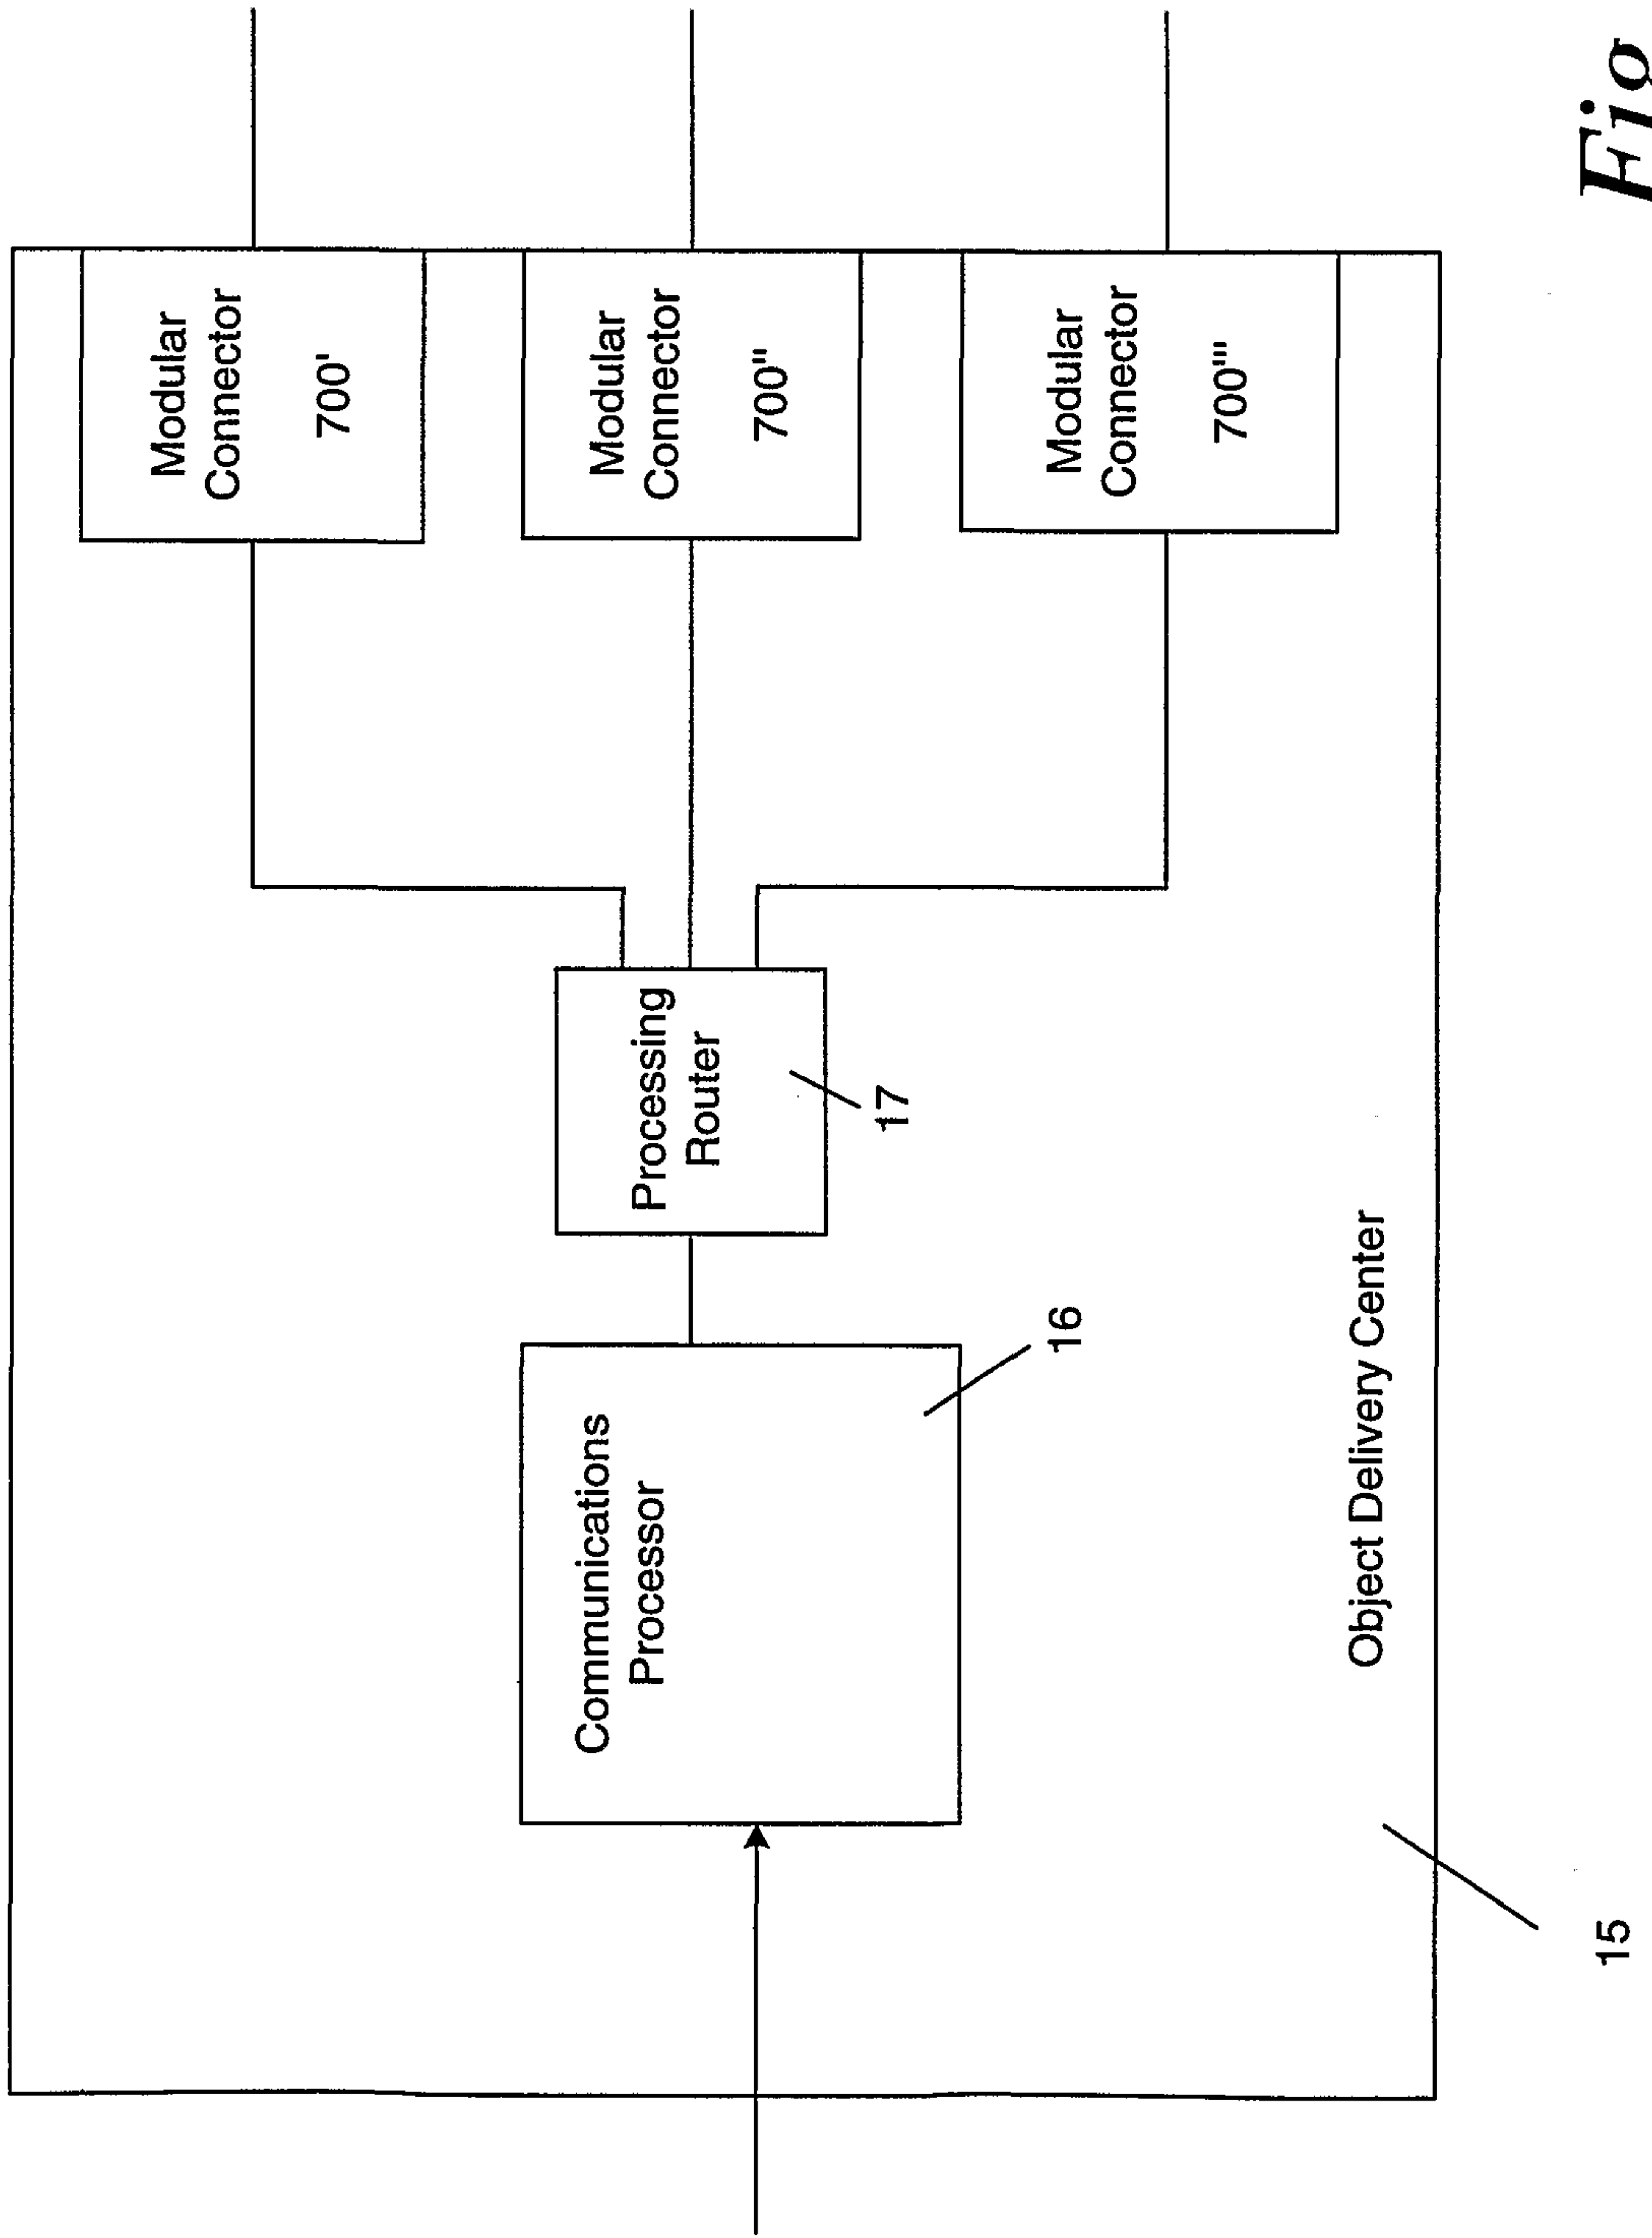 Modular
Connector
700'
Modular
Connector
700"
Modular
Connector
700'''
Processing
Router
17
Communications
Processor
16
Object Delivery Center
15